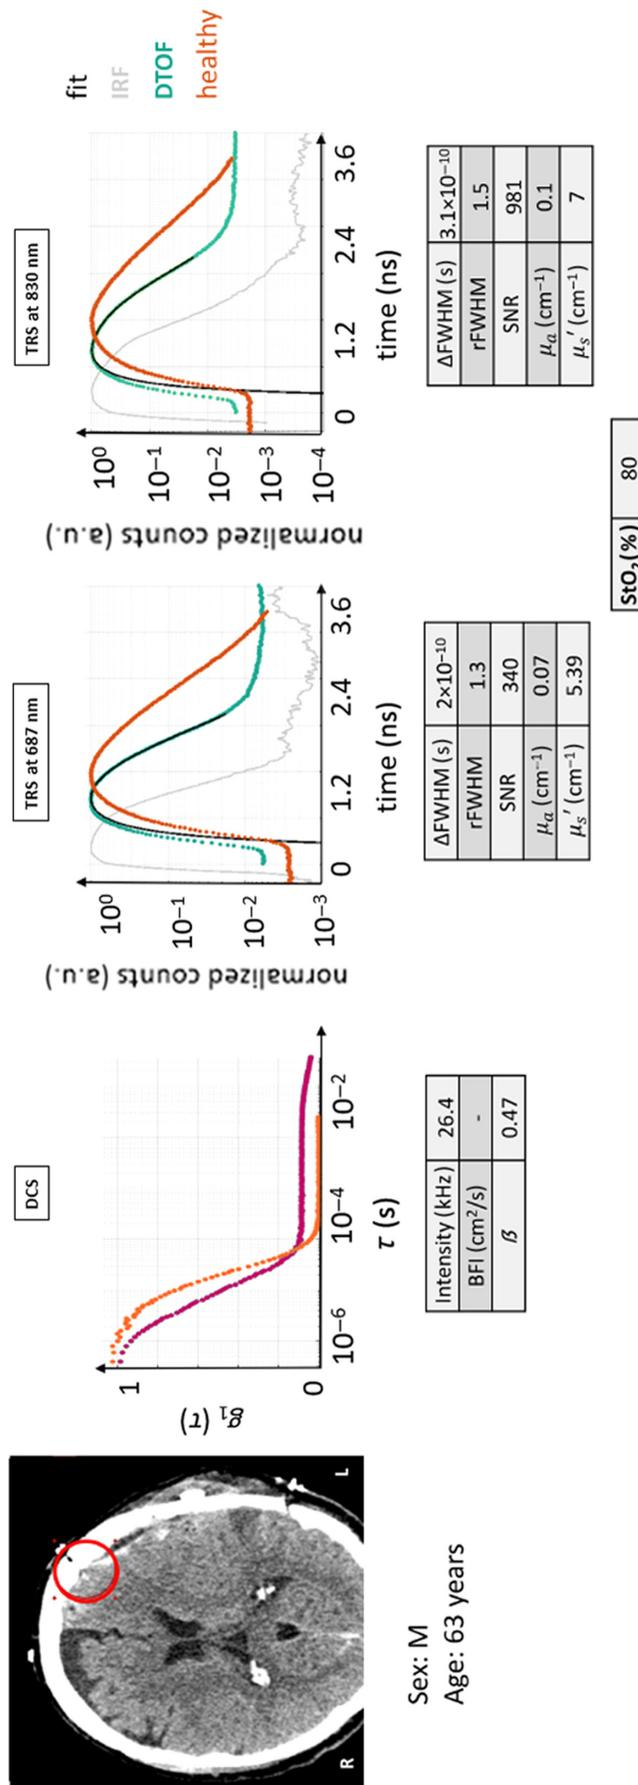 R
L
Sex: M
Age: 63 years
DCS
g₁ (τ)
1
0
10⁻⁶
10⁻⁴
10⁻²
τ (s)
Intensity (kHz) 26.4
BFI (cm²/s) -
ß 0.47
TRS at 687 nm
normalized counts (a.u.)
10⁰
10⁻¹
10⁻²
10⁻³
0 1.2 2.4 3.6
time (ns)
ΔFWHM (s) 2×10⁻¹⁰
rFWHM 1.3
SNR 340
μₐ (cm⁻¹) 0.07
μₛ′ (cm⁻¹) 5.39
TRS at 830 nm
normalized counts (a.u.)
10⁰
10⁻¹
10⁻²
10⁻³
10⁻⁴
0 1.2 2.4 3.6
time (ns)
fit
IRF
DTOF
healthy
ΔFWHM (s) 3.1×10⁻¹⁰
rFWHM 1.5
SNR 981
μₐ (cm⁻¹) 0.1
μₛ′ (cm⁻¹) 7
StO₂(%) 80